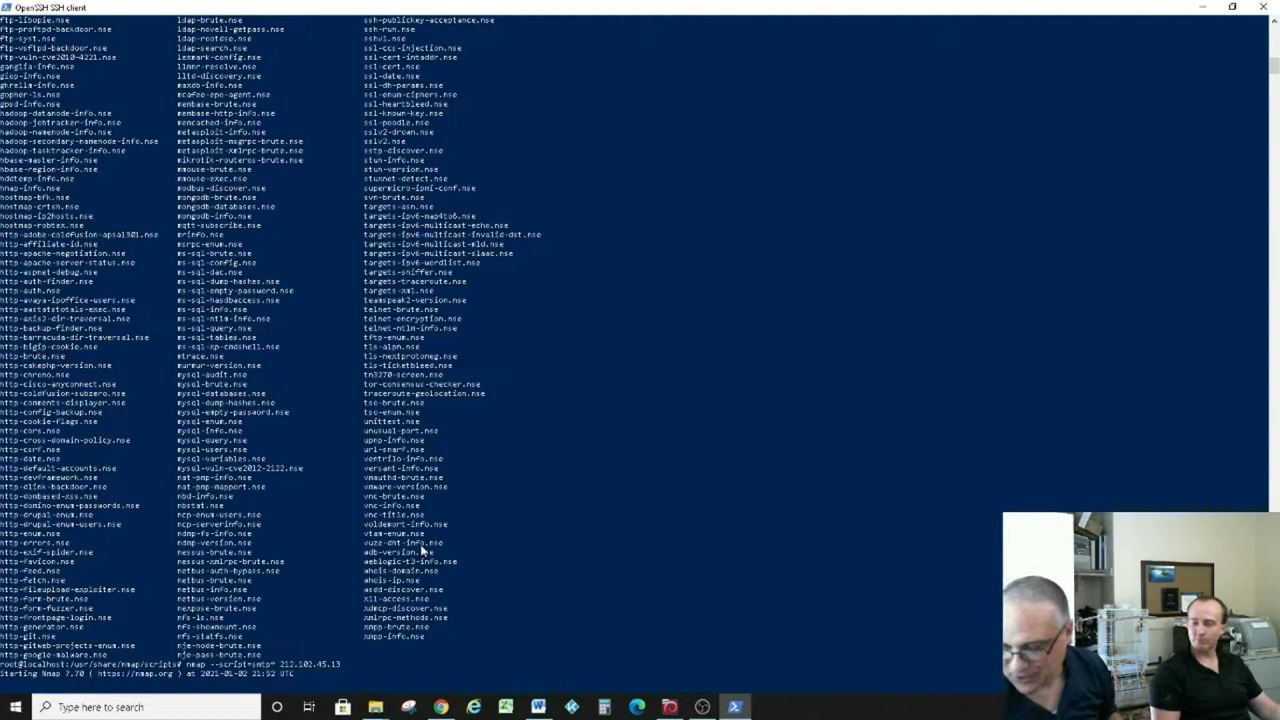 OpenSSH SSH client
ftp-libopie.nse ldap-brute.nse ssh-publickey-acceptance.nse
ftp-proftpd-backdoor.nse ldap-novell-getpass.nse ssh-run.nse
ftp-syst.nse ldap-rootdse.nse sshv1.nse
ftp-vsftpd-backdoor.nse ldap-search.nse ssl-ccs-injection.nse
ftp-vuln-cve2010-4221.nse lexmark-config.nse ssl-cert-intaddr.nse
ganglia-info.nse llmnr-resolve.nse ssl-cert.nse
giop-info.nse lltd-discovery.nse ssl-date.nse
gkrellm-info.nse maxdb-info.nse ssl-dh-params.nse
gopher-ls.nse mcafee-epo-agent.nse ssl-enum-ciphers.nse
gpsd-info.nse membase-brute.nse ssl-heartbleed.nse
hadoop-datanode-info.nse membase-http-info.nse ssl-known-key.nse
hadoop-jobtracker-info.nse memcached-info.nse ssl-poodle.nse
hadoop-namenode-info.nse metasploit-info.nse sslv2-drown.nse
hadoop-secondary-namenode-info.nse metasploit-msgrpc-brute.nse sslv2.nse
hadoop-tasktracker-info.nse metasploit-xmlrpc-brute.nse sstp-discover.nse
hbase-master-info.nse mikrotik-routeros-brute.nse stun-info.nse
hbase-region-info.nse mmouse-brute.nse stun-version.nse
hddtemp-info.nse mmouse-exec.nse stuxnet-detect.nse
hnap-info.nse modbus-discover.nse supermicro-ipmi-conf.nse
hostmap-bfk.nse mongodb-brute.nse svn-brute.nse
hostmap-crtsh.nse mongodb-databases.nse targets-asn.nse
hostmap-ip2hosts.nse mongodb-info.nse targets-ipv6-map4to6.nse
hostmap-robtex.nse mqtt-subscribe.nse targets-ipv6-multicast-echo.nse
http-adobe-coldfusion-apsa1301.nse mrinfo.nse targets-ipv6-multicast-invalid-dst.nse
http-affiliate-id.nse msrpc-enum.nse targets-ipv6-multicast-mld.nse
http-apache-negotiation.nse ms-sql-brute.nse targets-ipv6-multicast-slaac.nse
http-apache-server-status.nse ms-sql-config.nse targets-ipv6-wordlist.nse
http-aspnet-debug.nse ms-sql-dac.nse targets-sniffer.nse
http-auth-finder.nse ms-sql-dump-hashes.nse targets-traceroute.nse
http-auth.nse ms-sql-empty-password.nse targets-xml.nse
http-avaya-ipoffice-users.nse ms-sql-hasdbaccess.nse teamspeak2-version.nse
http-awstatstotals-exec.nse ms-sql-info.nse telnet-brute.nse
http-axis2-dir-traversal.nse ms-sql-ntlm-info.nse telnet-encryption.nse
http-backup-finder.nse ms-sql-query.nse telnet-ntlm-info.nse
http-barracuda-dir-traversal.nse ms-sql-tables.nse tftp-enum.nse
http-bigip-cookie.nse ms-sql-xp-cmdshell.nse tls-alpn.nse
http-brute.nse mtrace.nse tls-nextprotoneg.nse
http-cakephp-version.nse murmur-version.nse tls-ticketbleed.nse
http-chrono.nse mysql-audit.nse tn3270-screen.nse
http-cisco-anyconnect.nse mysql-brute.nse tor-consensus-checker.nse
http-coldfusion-subzero.nse mysql-databases.nse traceroute-geolocation.nse
http-comments-displayer.nse mysql-dump-hashes.nse tso-brute.nse
http-config-backup.nse mysql-empty-password.nse tso-enum.nse
http-cookie-flags.nse mysql-enum.nse unittest.nse
http-cors.nse mysql-info.nse unusual-port.nse
http-cross-domain-policy.nse mysql-query.nse upnp-info.nse
http-csrf.nse mysql-users.nse url-snarf.nse
http-date.nse mysql-variables.nse ventrilo-info.nse
http-default-accounts.nse mysql-vuln-cve2012-2122.nse versant-info.nse
http-devframework.nse nat-pmp-info.nse vmauthd-brute.nse
http-dlink-backdoor.nse nat-pmp-mapport.nse vmware-version.nse
http-dombased-xss.nse nbd-info.nse vnc-brute.nse
http-domino-enum-passwords.nse nbstat.nse vnc-info.nse
http-drupal-enum.nse ncp-enum-users.nse vnc-title.nse
http-drupal-enum-users.nse ncp-serverinfo.nse voldemort-info.nse
http-enum.nse ndmp-fs-info.nse vtam-enum.nse
http-errors.nse ndmp-version.nse vuze-dht-info.nse
http-exif-spider.nse nessus-brute.nse wdb-version.nse
http-favicon.nse nessus-xmlrpc-brute.nse weblogic-t3-info.nse
http-feed.nse netbus-auth-bypass.nse whois-domain.nse
http-fetch.nse netbus-brute.nse whois-ip.nse
http-fileupload-exploiter.nse netbus-info.nse wsdd-discover.nse
http-form-brute.nse netbus-version.nse x11-access.nse
http-form-fuzzer.nse nexpose-brute.nse xdmcp-discover.nse
http-frontpage-login.nse nfs-ls.nse xmlrpc-methods.nse
http-generator.nse nfs-showmount.nse xmpp-brute.nse
http-git.nse nfs-statfs.nse xmpp-info.nse
http-gitweb-projects-enum.nse nje-node-brute.nse
http-google-malware.nse nje-pass-brute.nse
root@localhost:/usr/share/nmap/scripts# nmap --script=smtp* 212.102.45.13
Starting Nmap 7.70 ( https://nmap.org ) at 2021-01-02 21:52 UTC
Type here to search